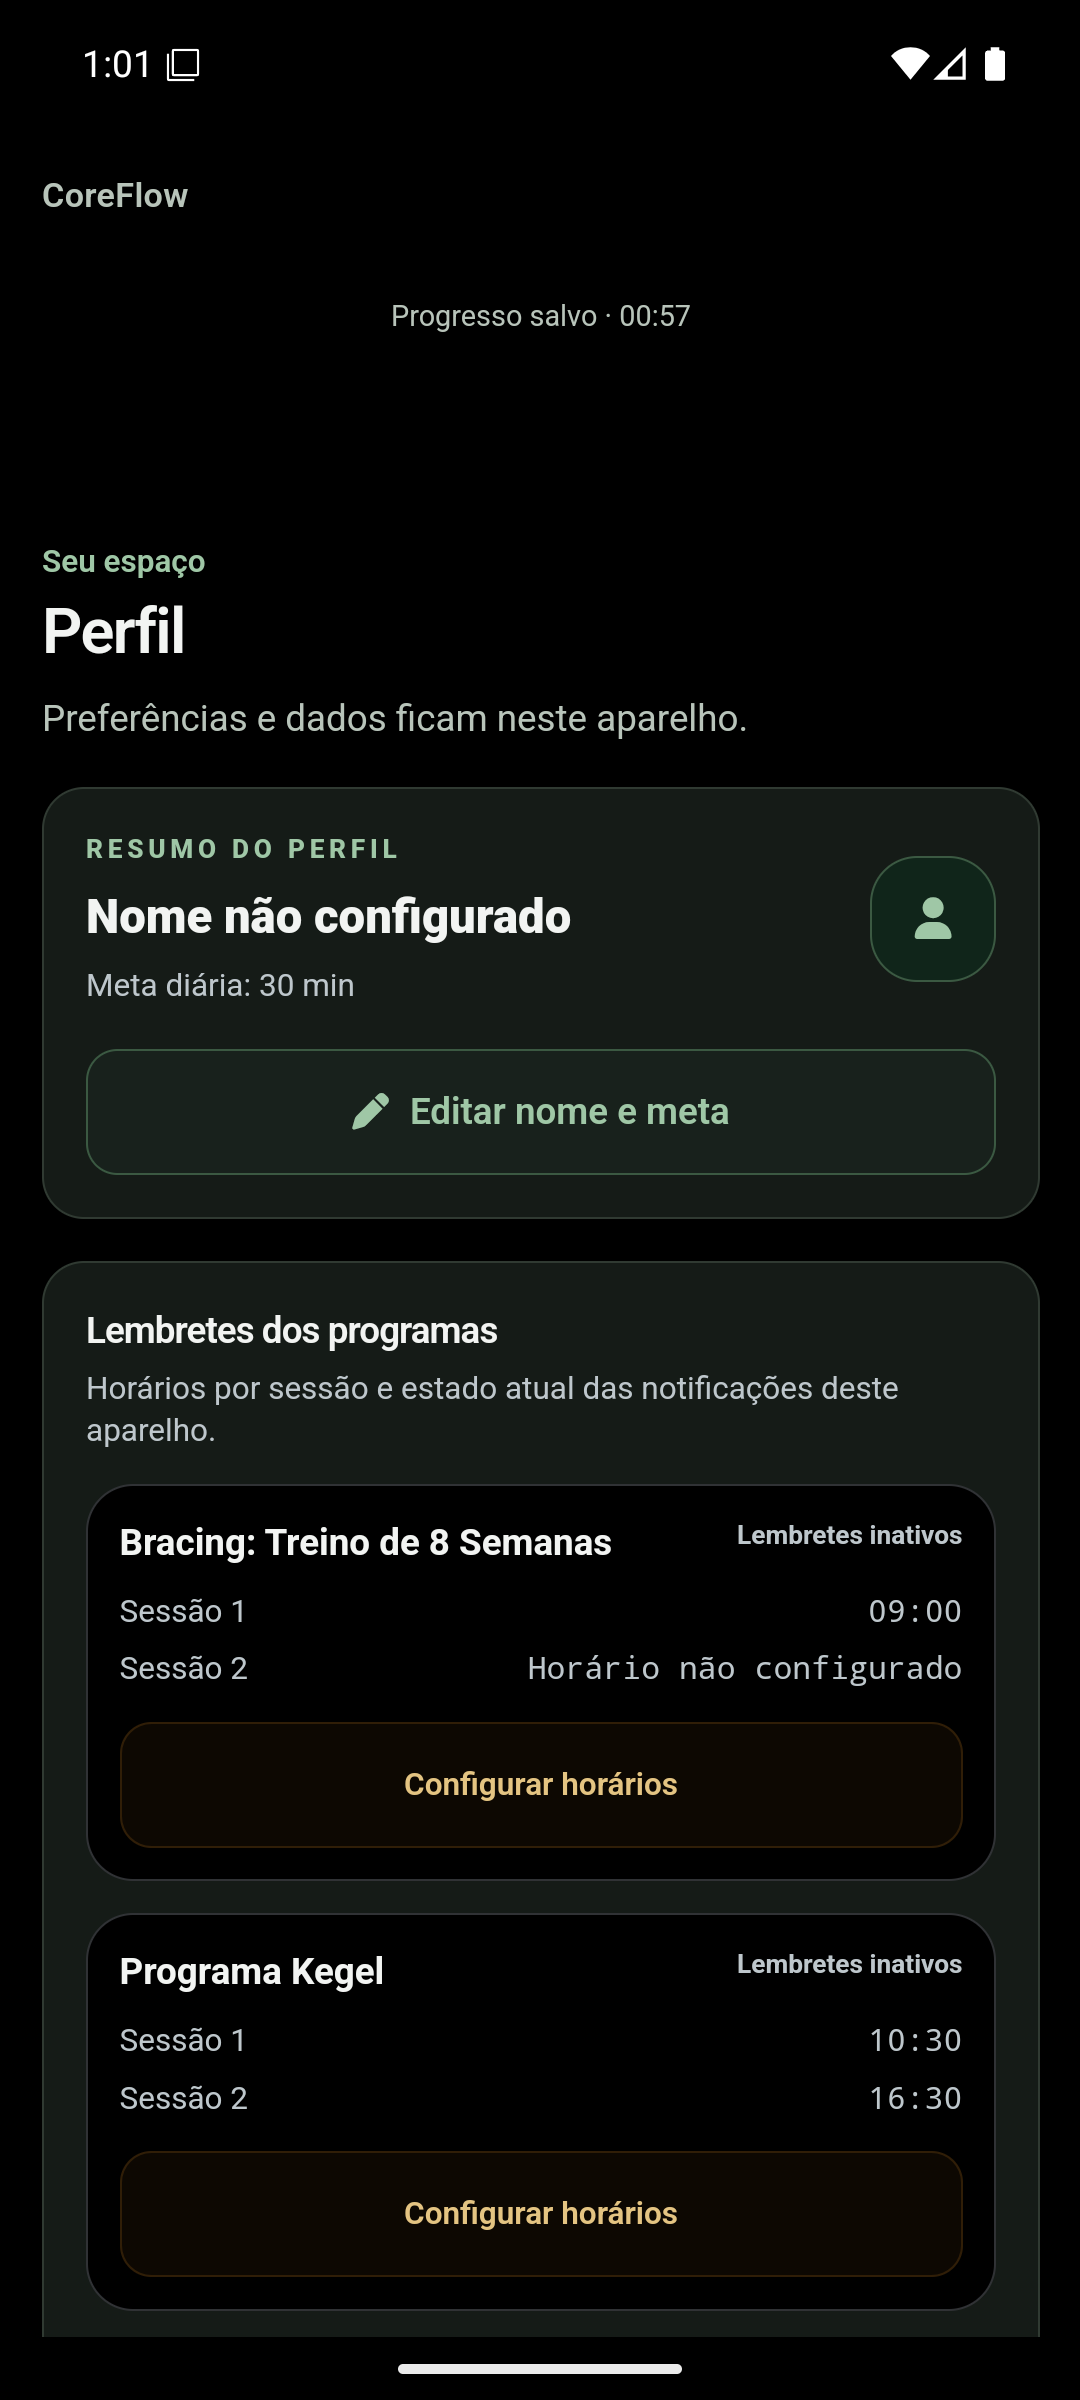 1:01
CoreFlow
Progresso salvo · 00:57
Seu espaço
Perfil
Preferências e dados ficam neste aparelho.
RESUMO DO PERFIL
Nome não configurado
Meta diária: 30 min
Editar nome e meta
Lembretes dos programas
Horários por sessão e estado atual das notificações deste
aparelho.
Bracing: Treino de 8 Semanas Lembretes inativos
Sessão 1 09:00
Sessão 2 Horário não configurado
Configurar horários
Programa Kegel Lembretes inativos
Sessão 1 10:30
Sessão 2 16:30
Configurar horários